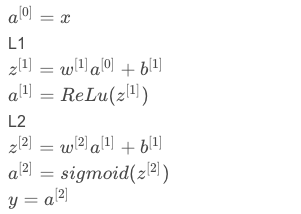 a^{[0]} = x
L1
z^{[1]} = w^{[1]}a^{[0]} + b^{[1]}
a^{[1]} = ReLu(z^{[1]})
L2
z^{[2]} = w^{[2]}a^{[1]} + b^{[1]}
a^{[2]} = sigmoid(z^{[2]})
y = a^{[2]}